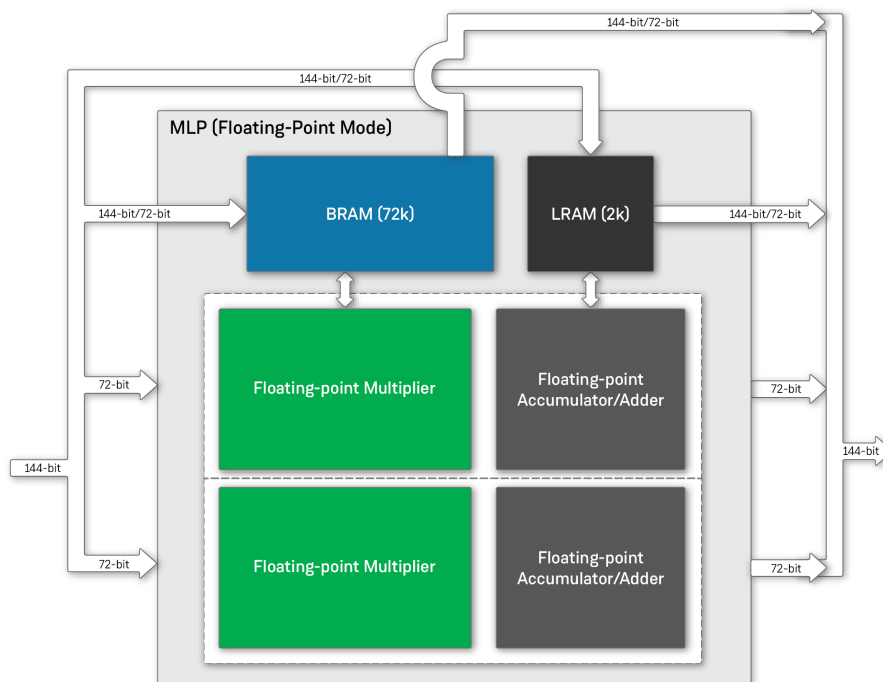 144-bit/72-bit
144-bit/72-bit
MLP (Floating-Point Mode)
BRAM (72k)
LRAM (2k)
144-bit/72-bit
144-bit/72-bit
Floating-point Multiplier
Floating-point
Accumulator/Adder
72-bit
72-bit
144-bit
144-bit
Floating-point Multiplier
Floating-point
Accumulator/Adder
72-bit
72-bit